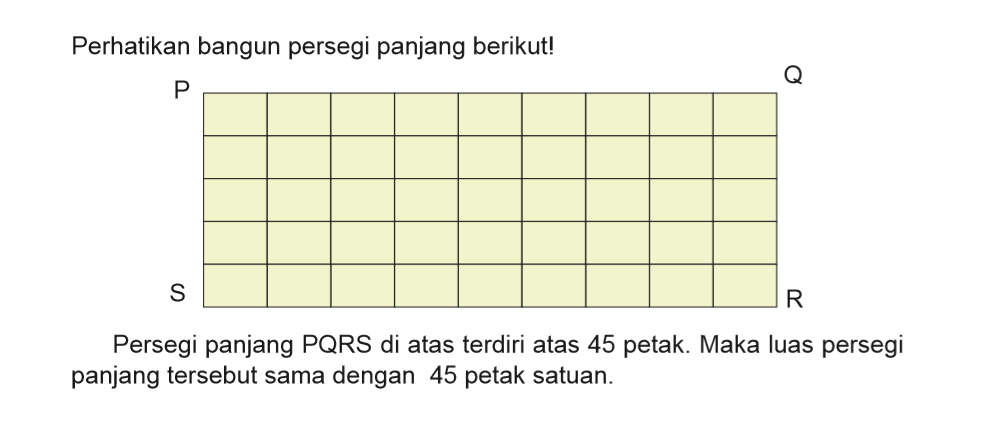 Perhatikan bangun persegi panjang berikut!
P
Q
S
R
Persegi panjang PQRS di atas terdiri atas 45 petak. Maka luas persegi
panjang tersebut sama dengan  45 petak satuan.